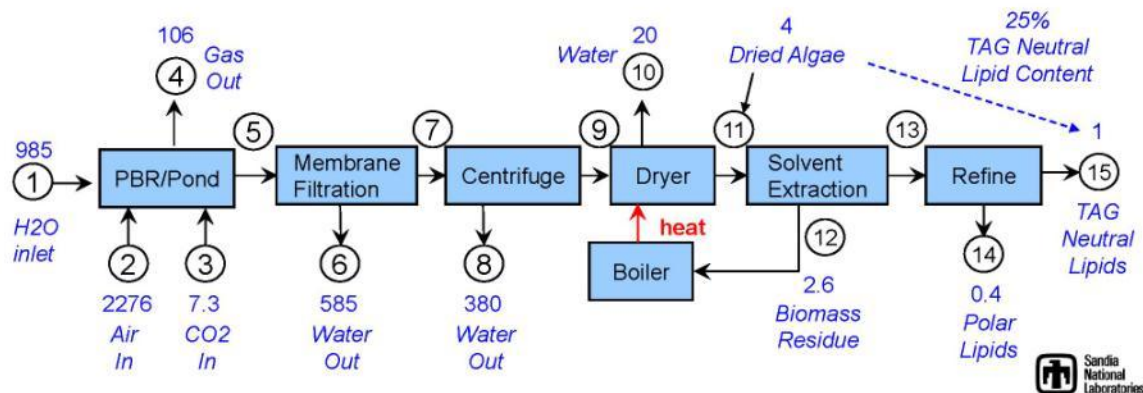 106
Gas
Out
4
20
Water
10
4
Dried Algae
25%
TAG Neutral
Lipid Content
985
1
H2O
inlet
PBR/Pond
5
Membrane
Filtration
7
Centrifuge
9
Dryer
11
Solvent
Extraction
13
Refine
1
15
TAG
Neutral
Lipids
2
2276
Air
In
3
7.3
CO2
In
6
585
Water
Out
8
380
Water
Out
heat
Boiler
12
2.6
Biomass
Residue
14
0.4
Polar
Lipids
Sandia
National
Laboratories